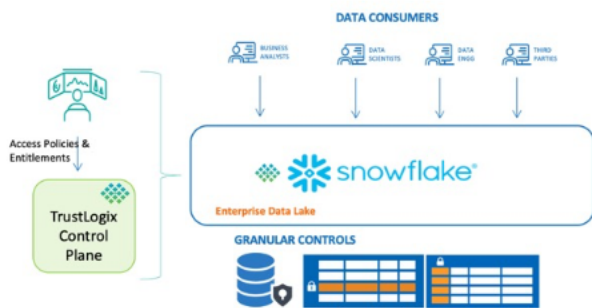 DATA CONSUMERS
BUSINESS
ANALYSTS
DATA
SCIENTISTS
DATA
ENGG
THIRD
PARTIES
Access Policies &
Entitlements
TrustLogix
Control
Plane
snowflake®
Enterprise Data Lake
GRANULAR CONTROLS